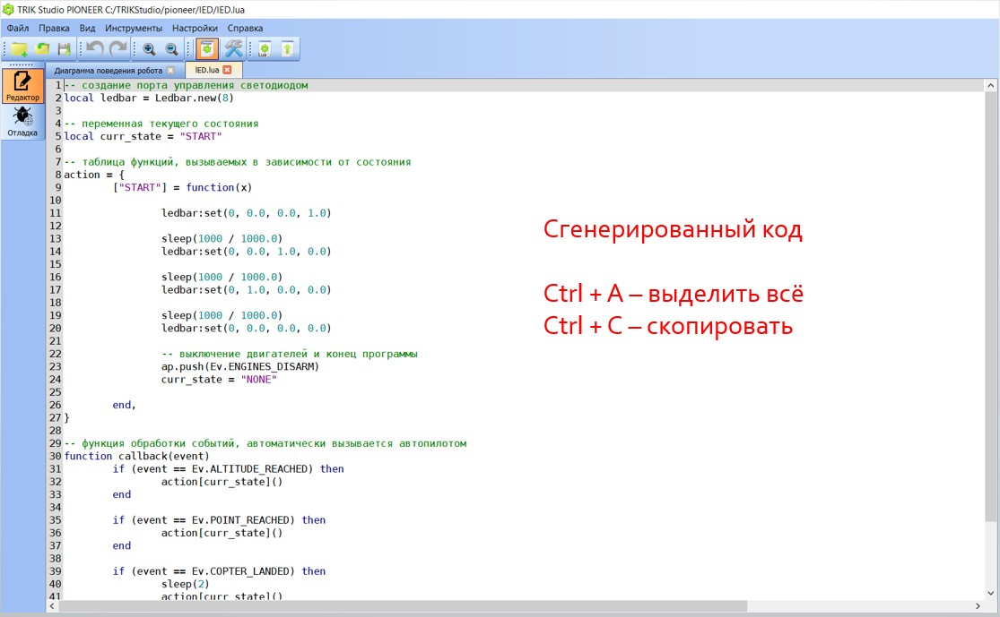 TRIK Studio PIONEER C:/TRIKStudio/pioneer/lED/lED.lua
Файл Правка Вид Инструменты Настройки Справка
Диаграмма поведения робота lED.lua
Редактор
Отладка
1 -- создание порта управления светодиодом
2 local ledbar = Ledbar.new(8)
3
4 -- переменная текущего состояния
5 local curr_state = "START"
6
7 -- таблица функций, вызываемых в зависимости от состояния
8 action = {
9 ["START"] = function(x)
10
11 ledbar:set(0, 0.0, 0.0, 1.0)
12
13 sleep(1000 / 1000.0)
14 ledbar:set(0, 0.0, 1.0, 0.0)
15
16 sleep(1000 / 1000.0)
17 ledbar:set(0, 1.0, 0.0, 0.0)
18
19 sleep(1000 / 1000.0)
20 ledbar:set(0, 0.0, 0.0, 0.0)
21
22 -- выключение двигателей и конец программы
23 ap.push(Ev.ENGINES_DISARM)
24 curr_state = "NONE"
25
26 end,
27 }
28
29 -- функция обработки событий, автоматически вызывается автопилотом
30 function callback(event)
31 if (event == Ev.ALTITUDE_REACHED) then
32 action[curr_state]()
33 end
34
35 if (event == Ev.POINT_REACHED) then
36 action[curr_state]()
37 end
38
39 if (event == Ev.COPTER_LANDED) then
40 sleep(2)
41 action[curr_state]()
Сгенерированный код
Ctrl + A – выделить всё
Ctrl + C – скопировать